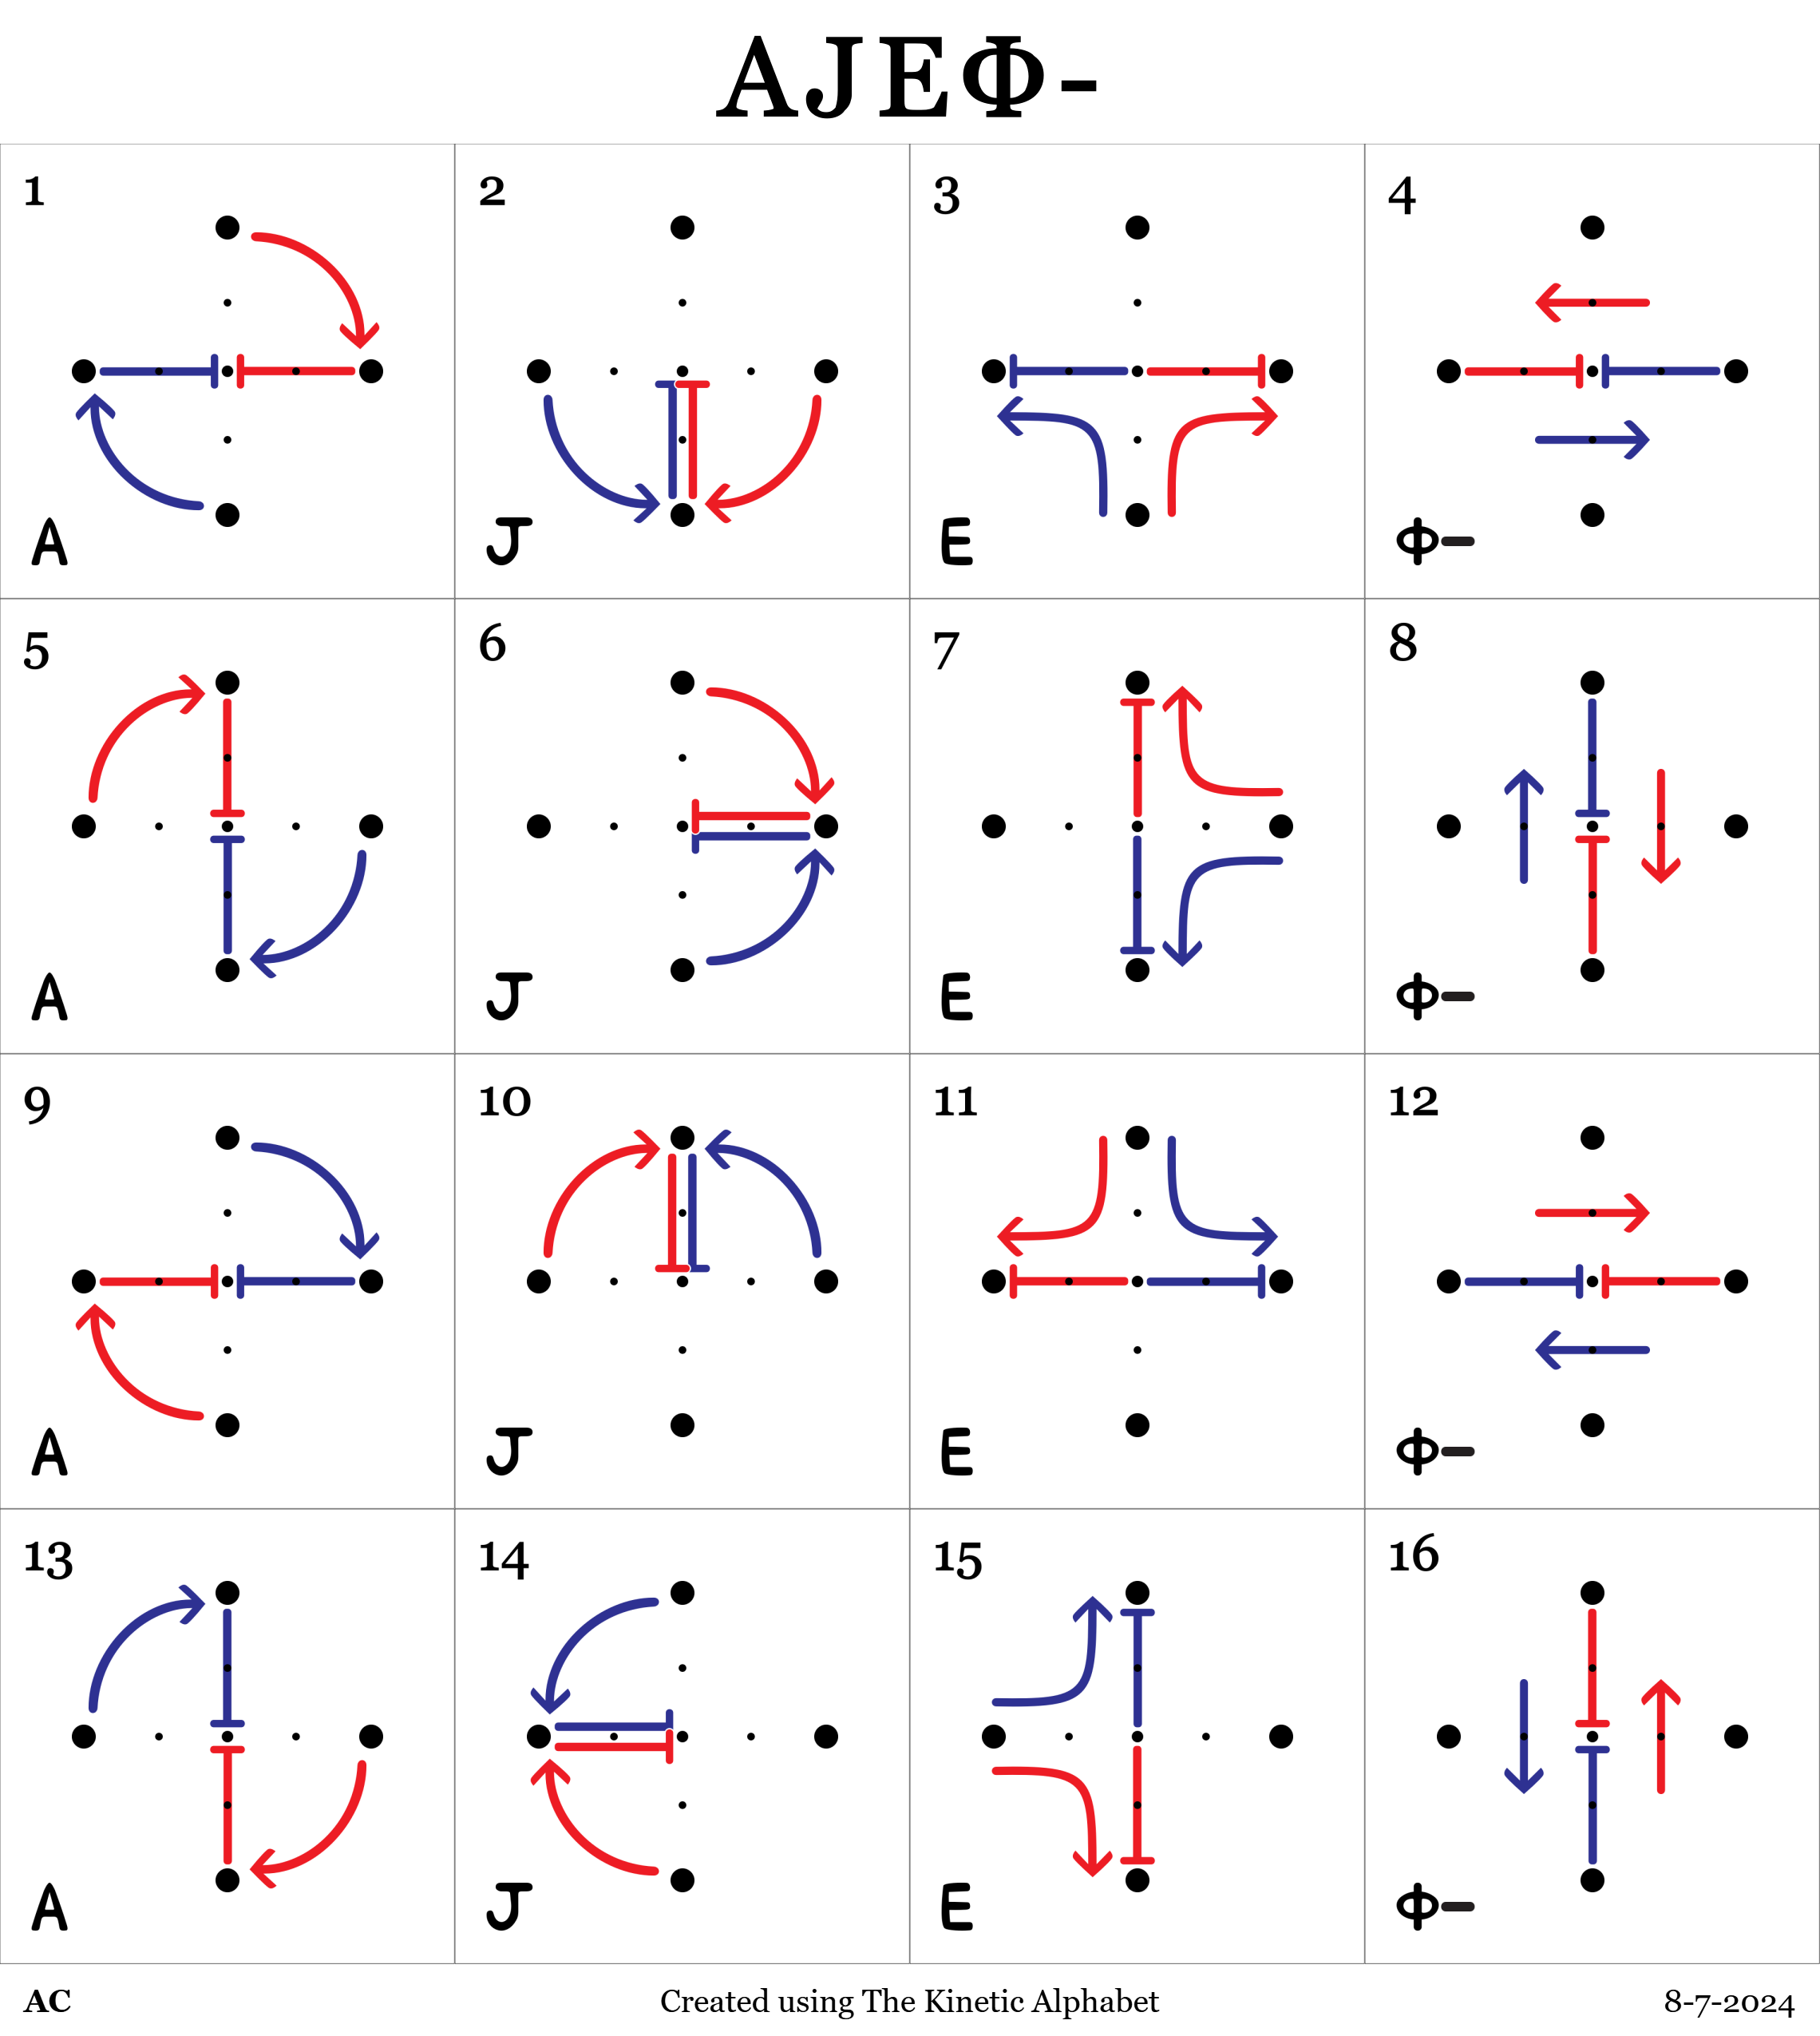 AJEΦ-
1 2 3 4
A J E Φ-
5 6 7 8
A J E Φ-
9 10 11 12
A J E Φ-
13 14 15 16
A J E Φ-
AC Created using The Kinetic Alphabet 8-7-2024